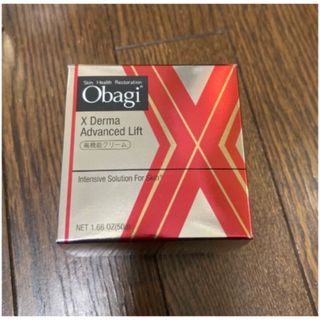 Skin Health Restoration
Obagi
X Derma
Advanced Lift
高機能クリーム
Intensive Solution For Skin
NET 1.66 OZ(50g)